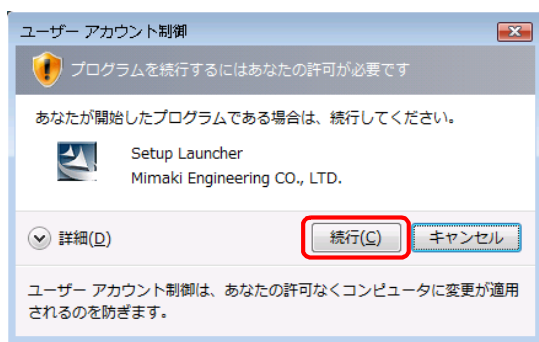 ユーザー アカウント制御
プログラムを続行するにはあなたの許可が必要です
あなたが開始したプログラムである場合は、続行してください。
Setup Launcher
Mimaki Engineering CO., LTD.
詳細(D)
続行(C)
キャンセル
ユーザー アカウント制御は、あなたの許可なくコンピュータに変更が適用
されるのを防ぎます。